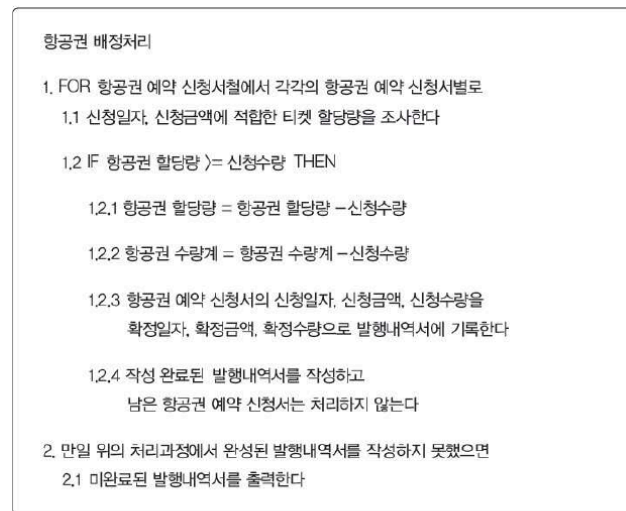 항공권 배정처리
1. FOR 항공권 예약 신청서철에서 각각의 항공권 예약 신청서별로
1.1 신청일자, 신청금액에 적합한 티켓 할당량을 조사한다
1.2 IF 항공권 할당량 >= 신청수량 THEN
1.2.1 항공권 할당량 = 항공권 할당량 - 신청수량
1.2.2 항공권 수량계 = 항공권 수량계 - 신청수량
1.2.3 항공권 예약 신청서의 신청일자, 신청금액, 신청수량을
확정일자, 확정금액, 확정수량으로 발행내역서에 기록한다
1.2.4 작성 완료된 발행내역서를 작성하고
남은 항공권 예약 신청서는 처리하지 않는다
2. 만일 위의 처리과정에서 완성된 발행내역서를 작성하지 못했으면
2.1 미완료된 발행내역서를 출력한다